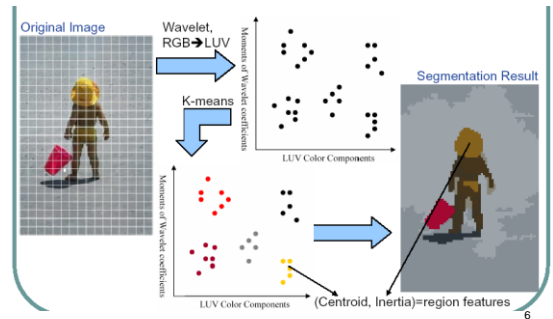 Original Image
Wavelet,
RGB➔LUV
Moments of Wavelet coefficients
LUV Color Components
K-means
Segmentation Result
Moments of Wavelet coefficients
LUV Color Components
(Centroid, Inertia)=region features
6